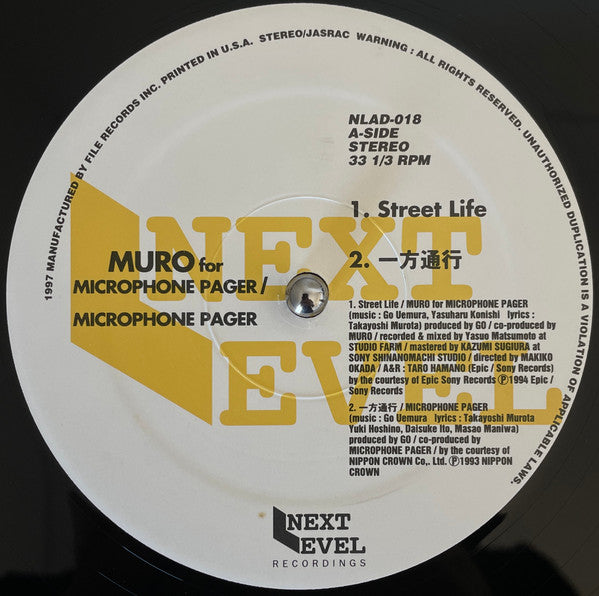 1997 MANUFACTURED BY FILE RECORDS INC. PRINTED IN U.S.A. STEREO/JASRAC WARNING : ALL RIGHTS RESERVED. UNAUTHORIZED DUPLICATION IS A VIOLATION OF APPLICABLE LAWS.
NLAD-018
A-SIDE
STEREO
33 1/3 RPM
NEXT
LEVEL
MURO for
MICROPHONE PAGER /
MICROPHONE PAGER
1. Street Life
2. 一方通行
1. Street Life / MURO for MICROPHONE PAGER
(music : Go Uemura, Yasuharu Konishi lyrics :
Takayoshi Murota) produced by GO / co-produced by
MURO / recorded & mixed by Yasuo Matsumoto at
STUDIO FARM / mastered by KAZUMI SUGIURA at
SONY SHINANOMACHI STUDIO / directed by MAKIKO
OKADA / A&R : TARO HAMANO (Epic / Sony Records)
by the courtesy of Epic Sony Records Ⓟ1994 Epic /
Sony Records
2. 一方通行 / MICROPHONE PAGER
(music : Go Uemura lyrics : Takayoshi Murota
Yuki Hoshino, Daisuke Ito, Masao Maniwa)
produced by GO / co-produced by
MICROPHONE PAGER / by the courtesy of
NIPPON CROWN Co,. Ltd. Ⓟ1993 NIPPON
CROWN
NEXT
LEVEL
RECORDINGS